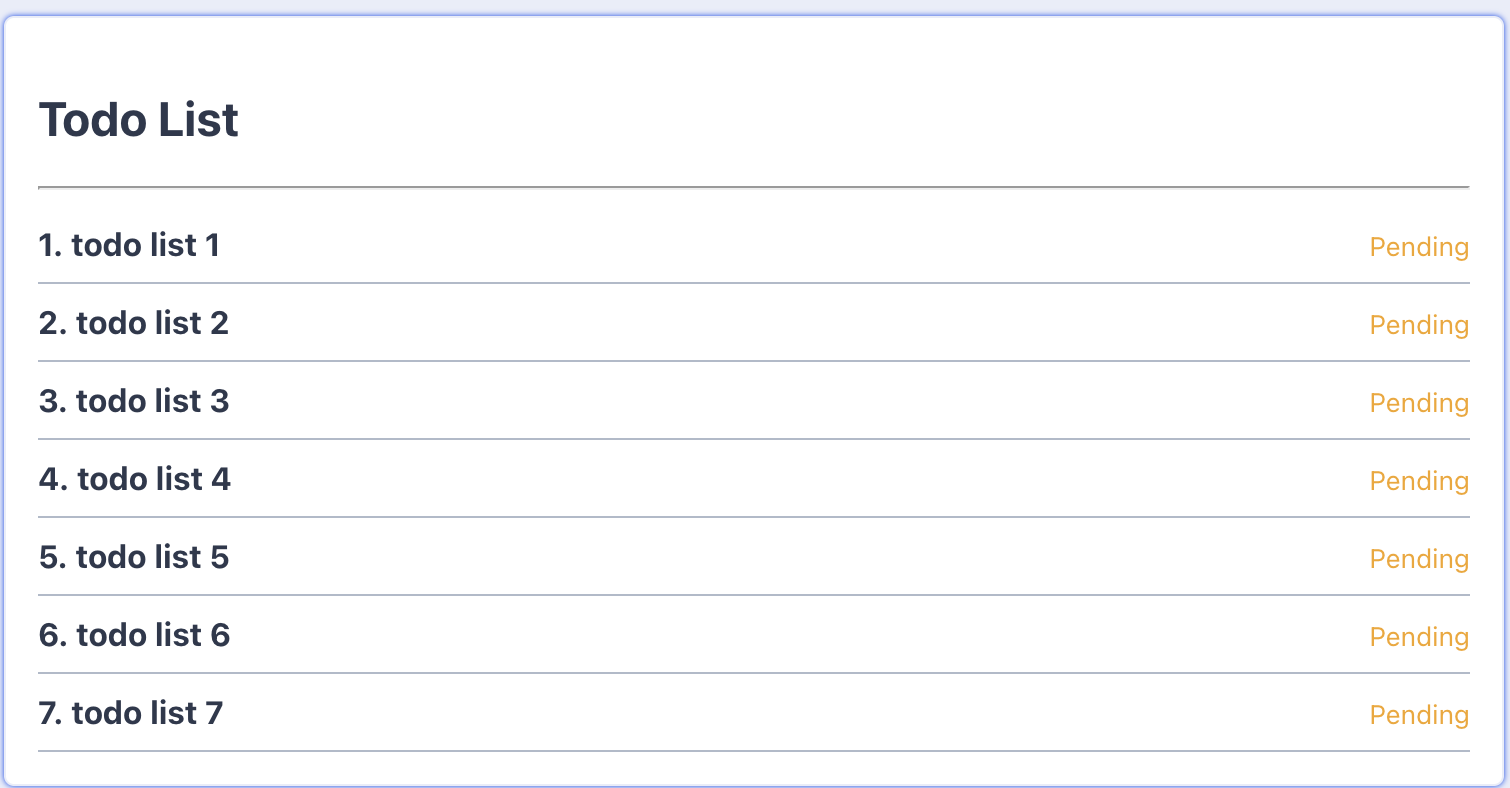 Todo List
1. todo list 1 Pending
2. todo list 2 Pending
3. todo list 3 Pending
4. todo list 4 Pending
5. todo list 5 Pending
6. todo list 6 Pending
7. todo list 7 Pending